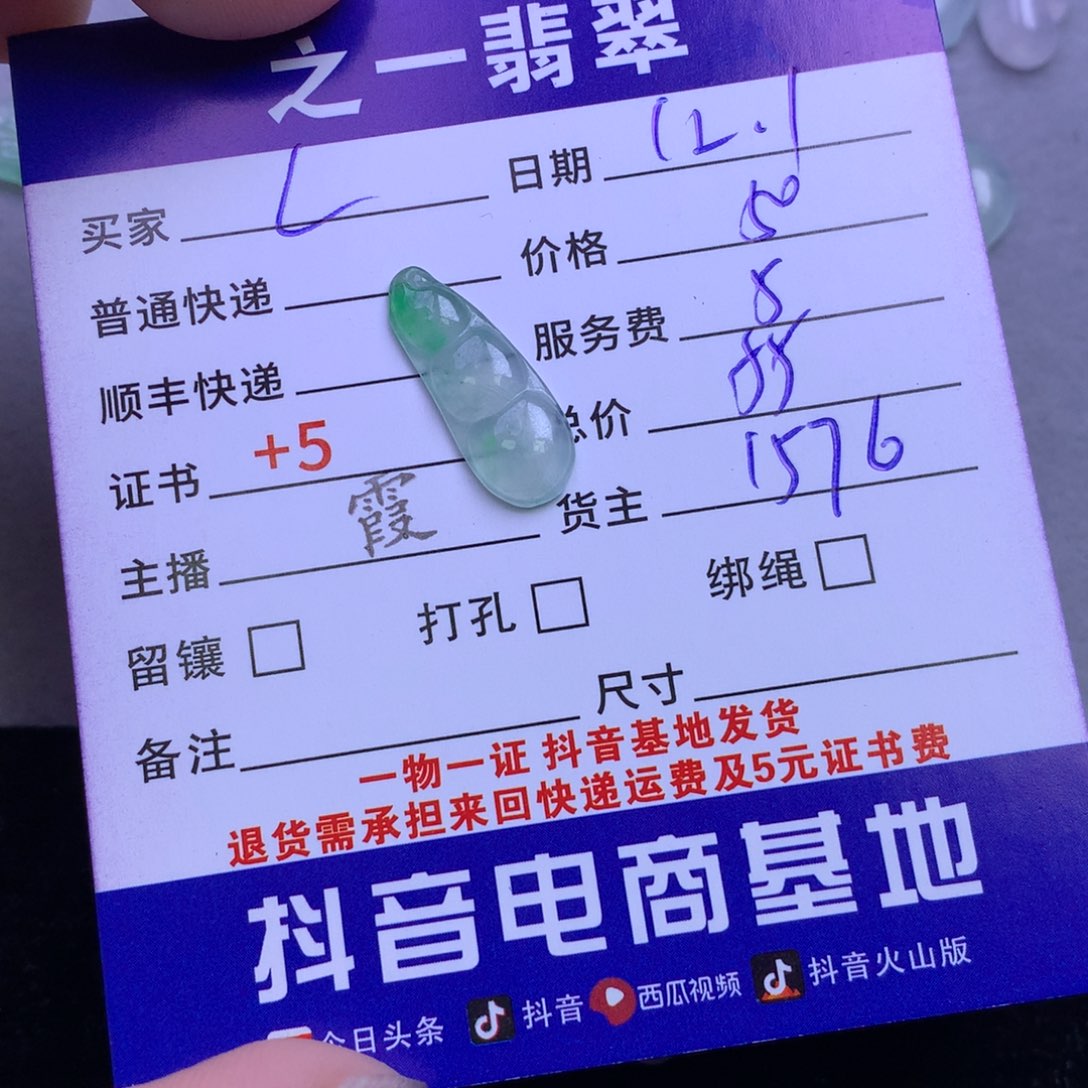 之一翡翠
买家 L 日期 12.1
普通快递 价格 50
顺丰快递 服务费 8
证书 +5 总价
主播 霞 货主 1576
留镶 打孔 绑绳
备注 尺寸
一物一证 抖音基地发货
退货需承担来回快递运费及5元证书费
抖音电商基地
今日头条 抖音 西瓜视频 抖音火山版